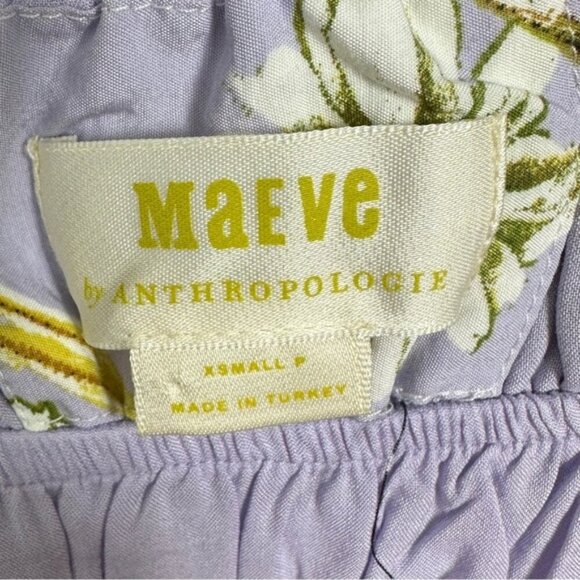 MaEve
by ANTHROPOLOGIE
XSMALL P
MADE IN TURKEY